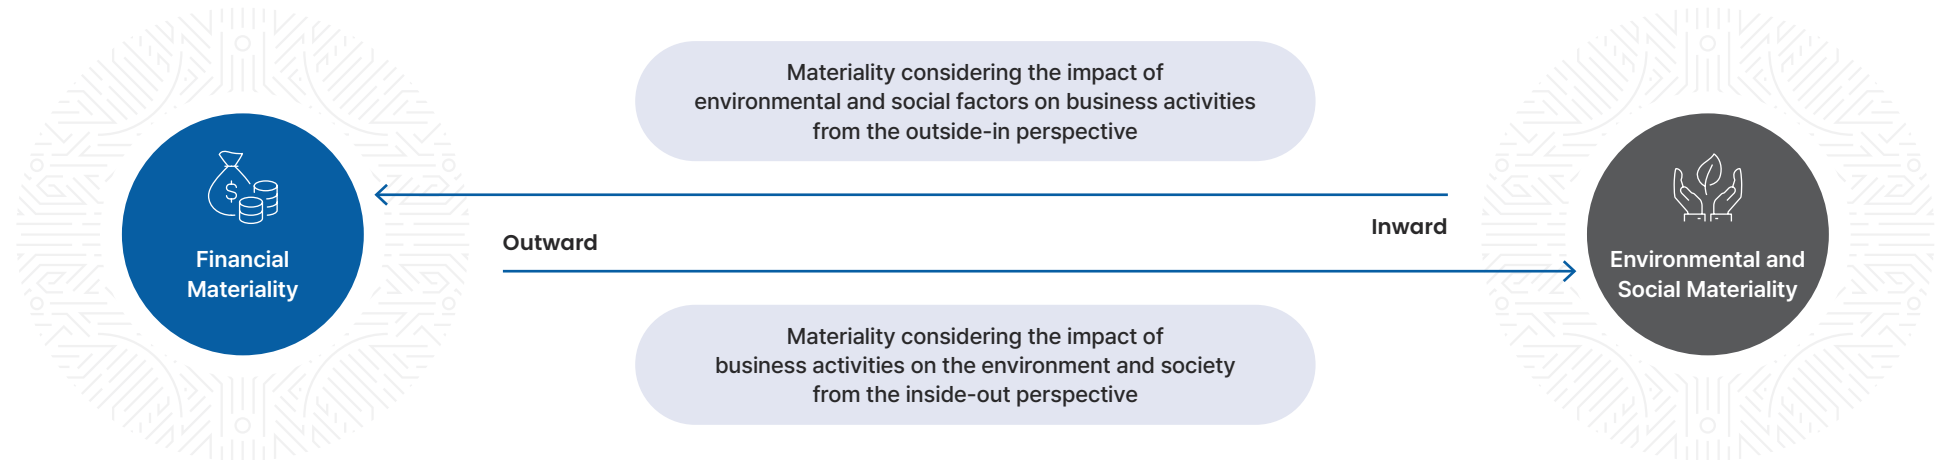 Materiality considering the impact of
environmental and social factors on business activities
from the outside-in perspective
$
Financial
Materiality
Inward
Outward
Environmental and
Social Materiality
Materiality considering the impact of
business activities on the environment and society
from the inside-out perspective